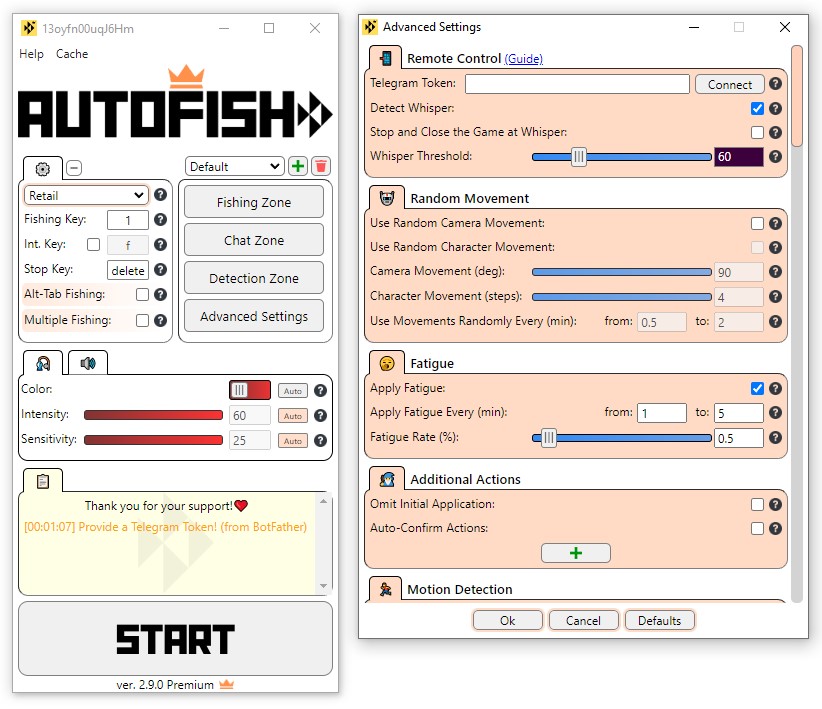 13oyfn00uqJ6Hm
Help Cache
AUTOFISH
Default
Retail
Fishing Key: 1
Int. Key: f
Stop Key: delete
Alt-Tab Fishing:
Multiple Fishing:
Fishing Zone
Chat Zone
Detection Zone
Advanced Settings
Color: Auto
Intensity: 60 Auto
Sensitivity: 25 Auto
Thank you for your support!
[00:01:07] Provide a Telegram Token! (from BotFather)
START
ver. 2.9.0 Premium
Advanced Settings
Remote Control (Guide)
Telegram Token: Connect
Detect Whisper:
Stop and Close the Game at Whisper:
Whisper Threshold: 60
Random Movement
Use Random Camera Movement:
Use Random Character Movement:
Camera Movement (deg): 90
Character Movement (steps): 4
Use Movements Randomly Every (min): from: 0.5 to: 2
Fatigue
Apply Fatigue:
Apply Fatigue Every (min): from: 1 to: 5
Fatigue Rate (%): 0.5
Additional Actions
Omit Initial Application:
Auto-Confirm Actions:
Motion Detection
Ok Cancel Defaults